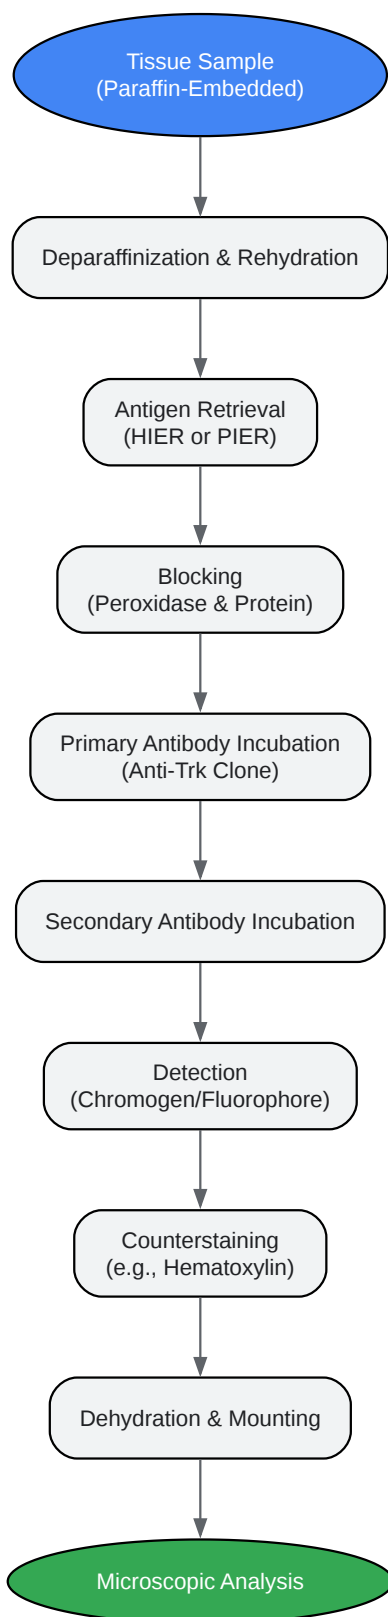 Tissue Sample
(Paraffin-Embedded)
Deparaffinization & Rehydration
Antigen Retrieval
(HIER or PIER)
Blocking
(Peroxidase & Protein)
Primary Antibody Incubation
(Anti-Trk Clone)
Secondary Antibody Incubation
Detection
(Chromogen/Fluorophore)
Counterstaining
(e.g., Hematoxylin)
Dehydration & Mounting
Microscopic Analysis